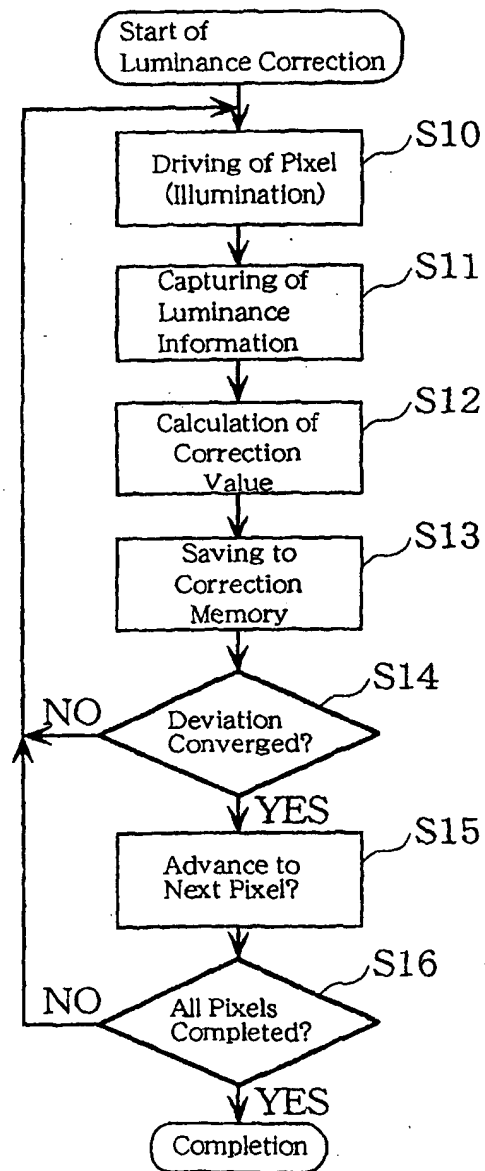 Start of
Luminance Correction
S10
Driving of Pixel
(Illumination)
S11
Capturing of
Luminance
Information
S12
Calculation of
Correction
Value
S13
Saving to
Correction
Memory
S14
NO
Deviation
Converged?
YES
S15
Advance to
Next Pixel?
S16
NO
All Pixels
Completed?
YES
Completion